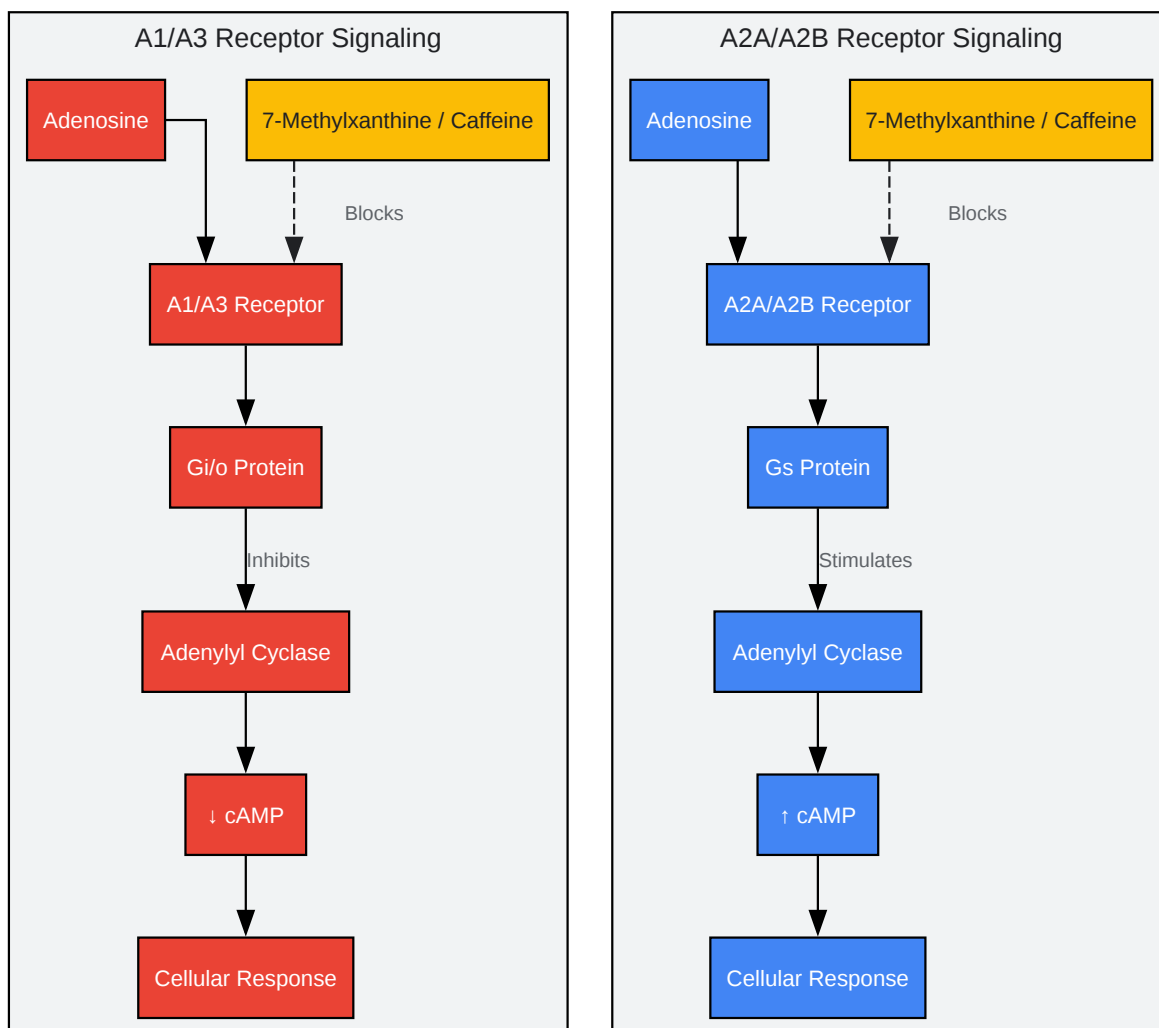 A1/A3 Receptor Signaling
Adenosine
7-Methylxanthine / Caffeine
Blocks
A1/A3 Receptor
Gi/o Protein
Inhibits
Adenylyl Cyclase
↓ cAMP
Cellular Response
A2A/A2B Receptor Signaling
Adenosine
7-Methylxanthine / Caffeine
Blocks
A2A/A2B Receptor
Gs Protein
Stimulates
Adenylyl Cyclase
↑ cAMP
Cellular Response